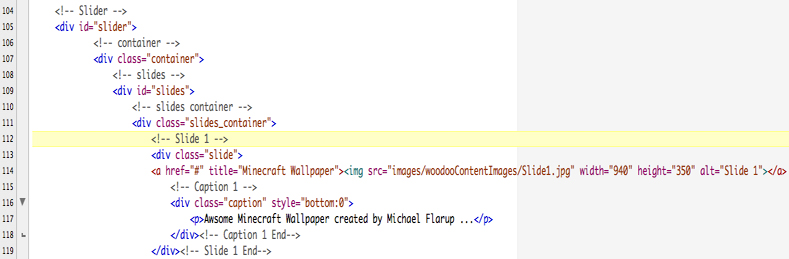 104 <!-- Slider -->
105 <div id="slider">
106 <!-- container -->
107 <div class="container">
108 <!-- slides -->
109 <div id="slides">
110 <!-- slides container -->
111 <div class="slides_container">
112 <!-- Slide 1 -->
113 <div class="slide">
114 <a href="#" title="Minecraft Wallpaper"><img src="images/woodooContentImages/Slide1.jpg" width="940" height="350" alt="Slide 1"></a>
115 <!-- Caption 1 -->
116 <div class="caption" style="bottom:0">
117 <p>Awsome Minecraft Wallpaper created by Michael Flarup ...</p>
118 </div><!-- Caption 1 End-->
119 </div><!-- Slide 1 End-->